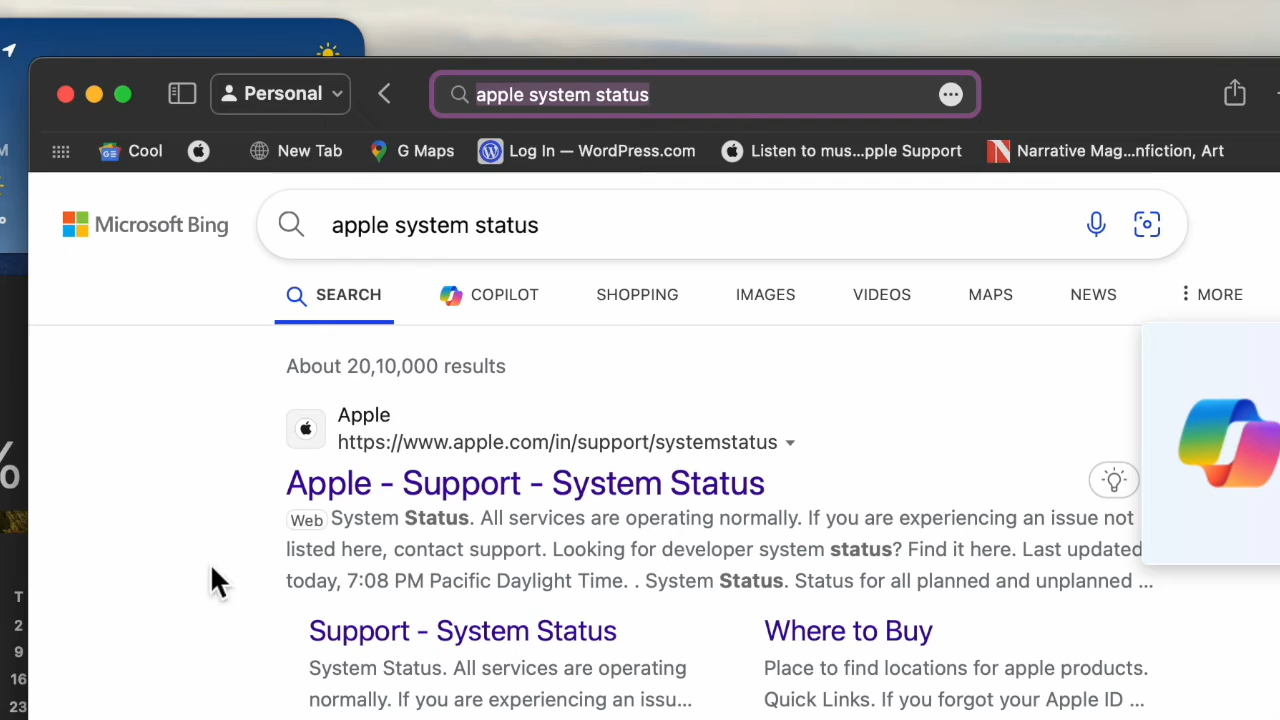 Personal
apple system status
Cool
New Tab
G Maps
Log In — WordPress.com
Listen to mus...pple Support
Narrative Mag...nfiction, Art
Microsoft Bing
apple system status
SEARCH
COPILOT
SHOPPING
IMAGES
VIDEOS
MAPS
NEWS
MORE
About 20,10,000 results
Apple
https://www.apple.com/in/support/systemstatus
Apple - Support - System Status
Web System Status. All services are operating normally. If you are experiencing an issue not
listed here, contact support. Looking for developer system status? Find it here. Last updated
today, 7:08 PM Pacific Daylight Time. . System Status. Status for all planned and unplanned ...
Support - System Status
System Status. All services are operating
normally. If you are experiencing an issu...
Where to Buy
Place to find locations for apple products.
Quick Links. If you forgot your Apple ID ...
M
%
T
2
9
16
23